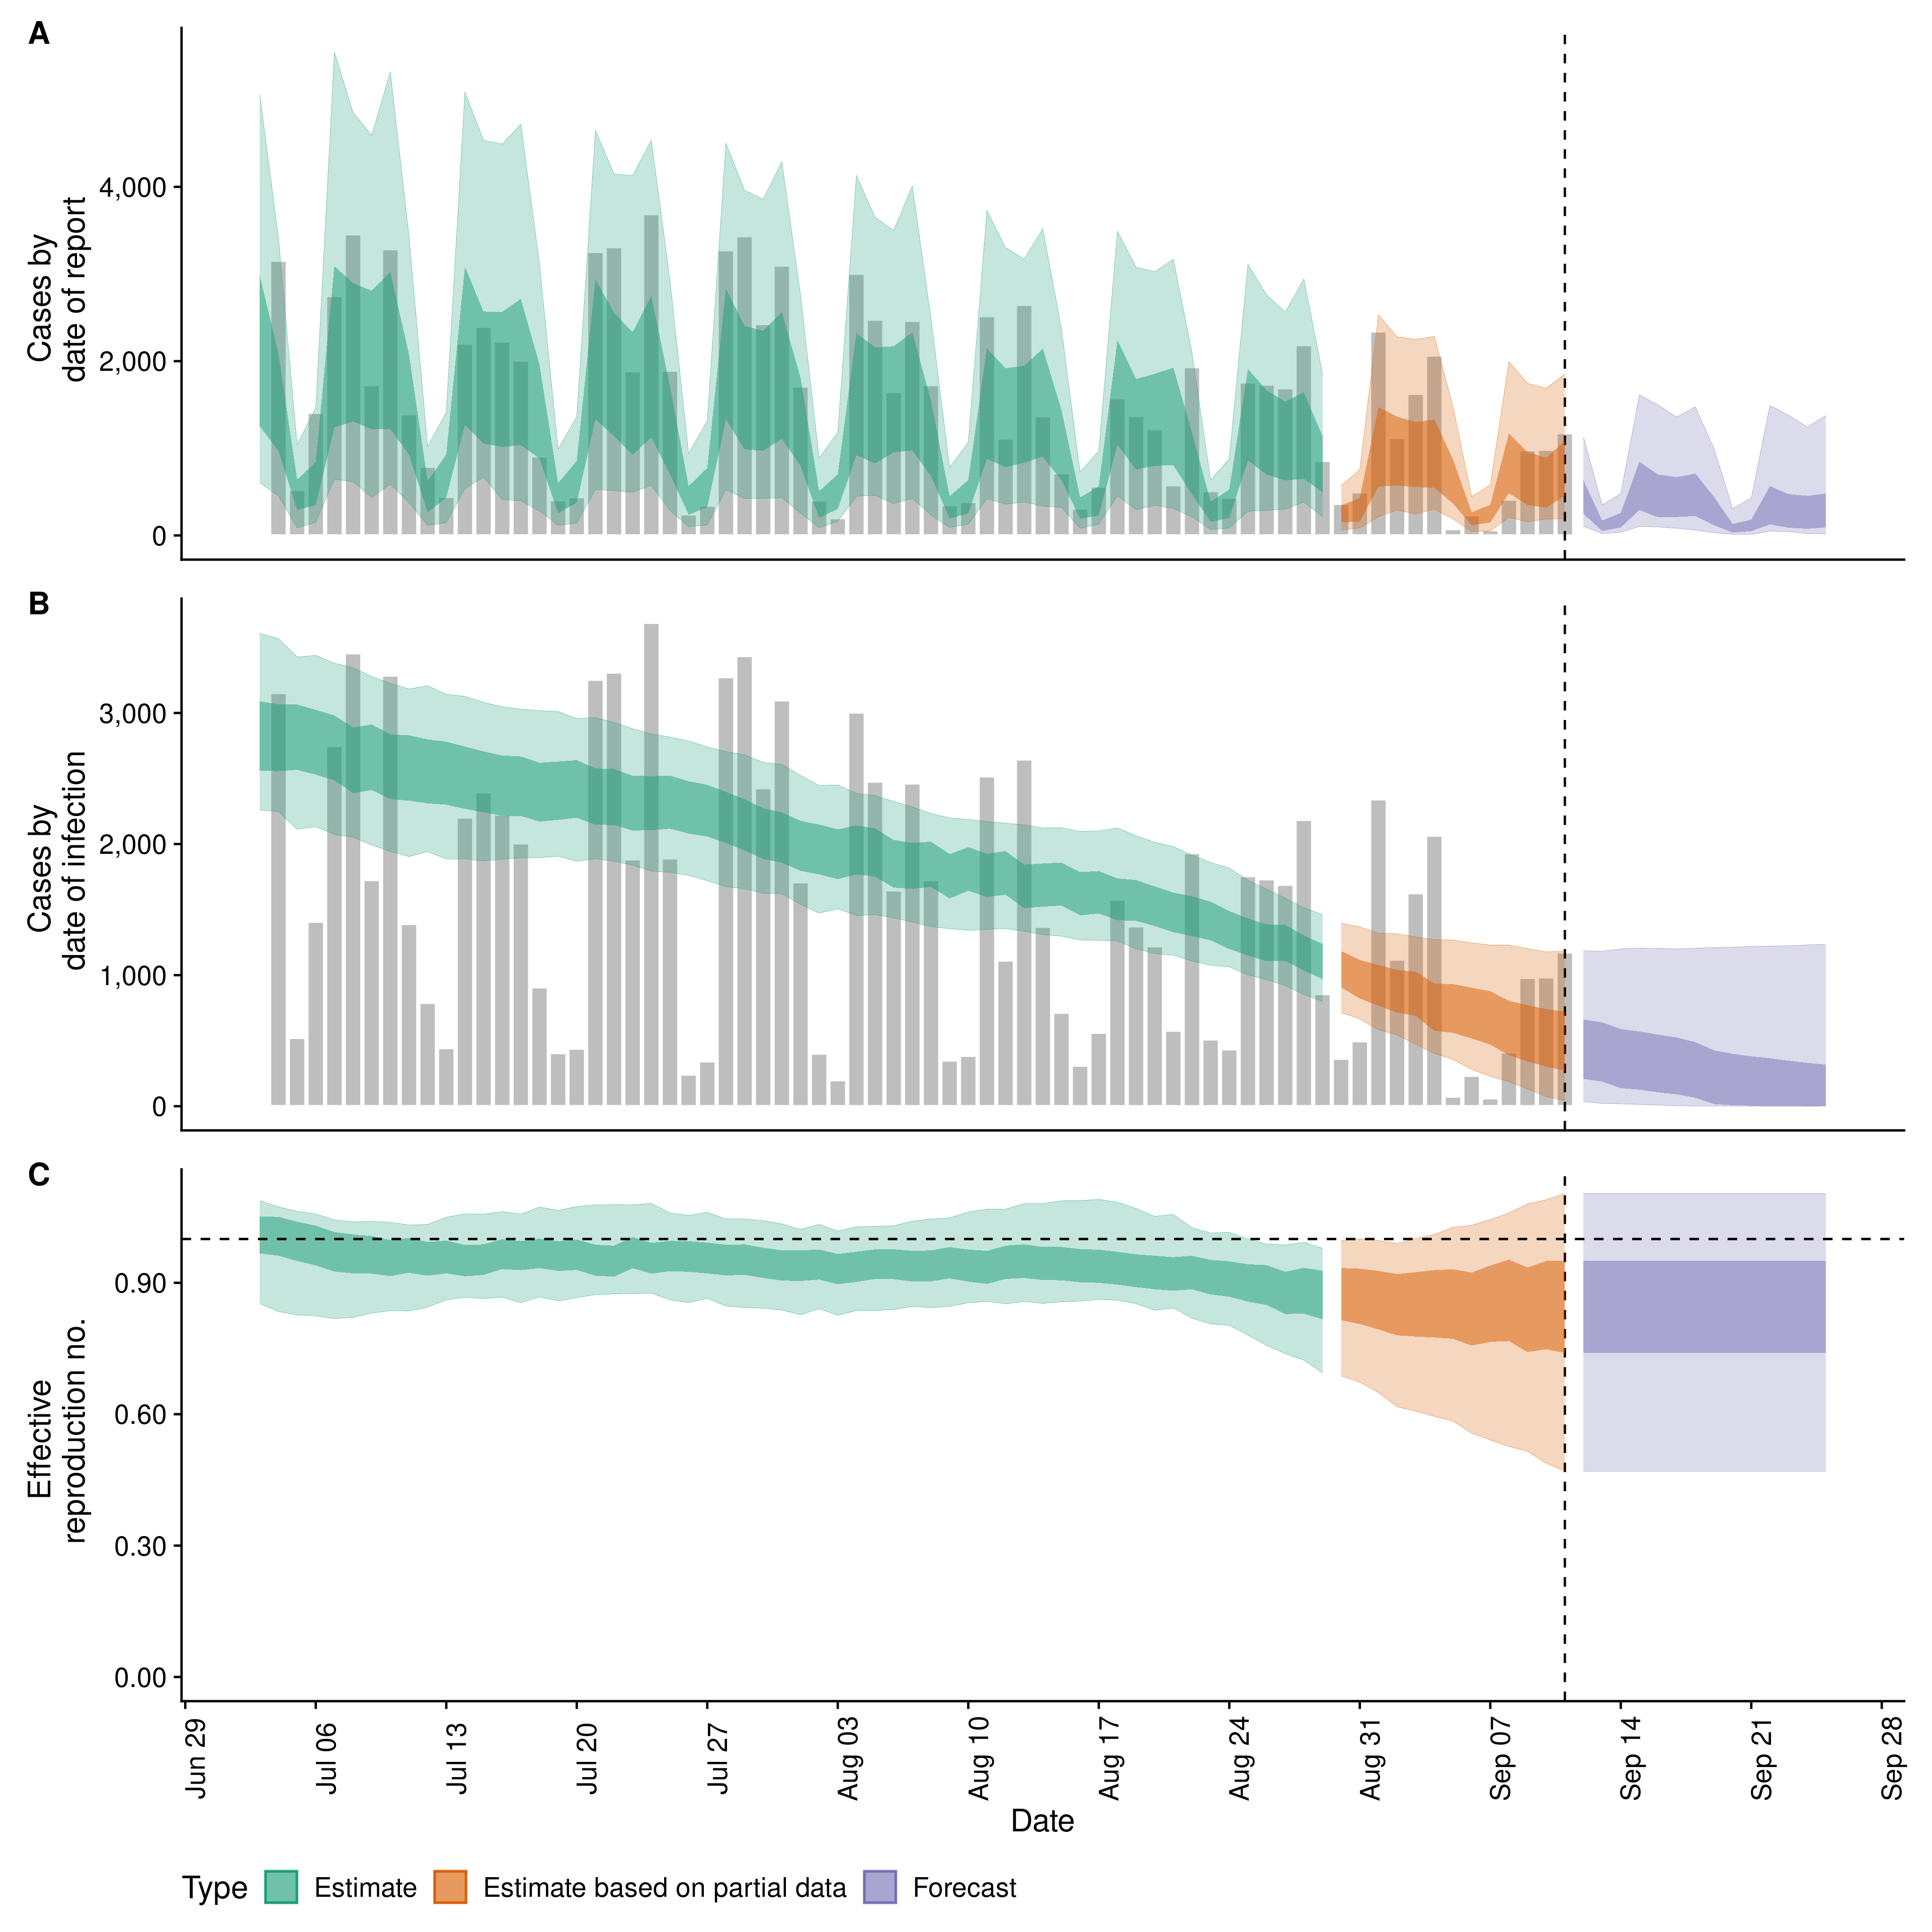 A
Cases by
date of report
4,000
2,000
0
B
Cases by
date of infection
3,000
2,000
1,000
0
C
Effective
reproduction no.
0.90
0.60
0.30
0.00
Jun 29
Jul 06
Jul 13
Jul 20
Jul 27
Aug 03
Aug 10
Aug 17
Aug 24
Aug 31
Sep 07
Sep 14
Sep 21
Sep 28
Date
Type Estimate Estimate based on partial data Forecast